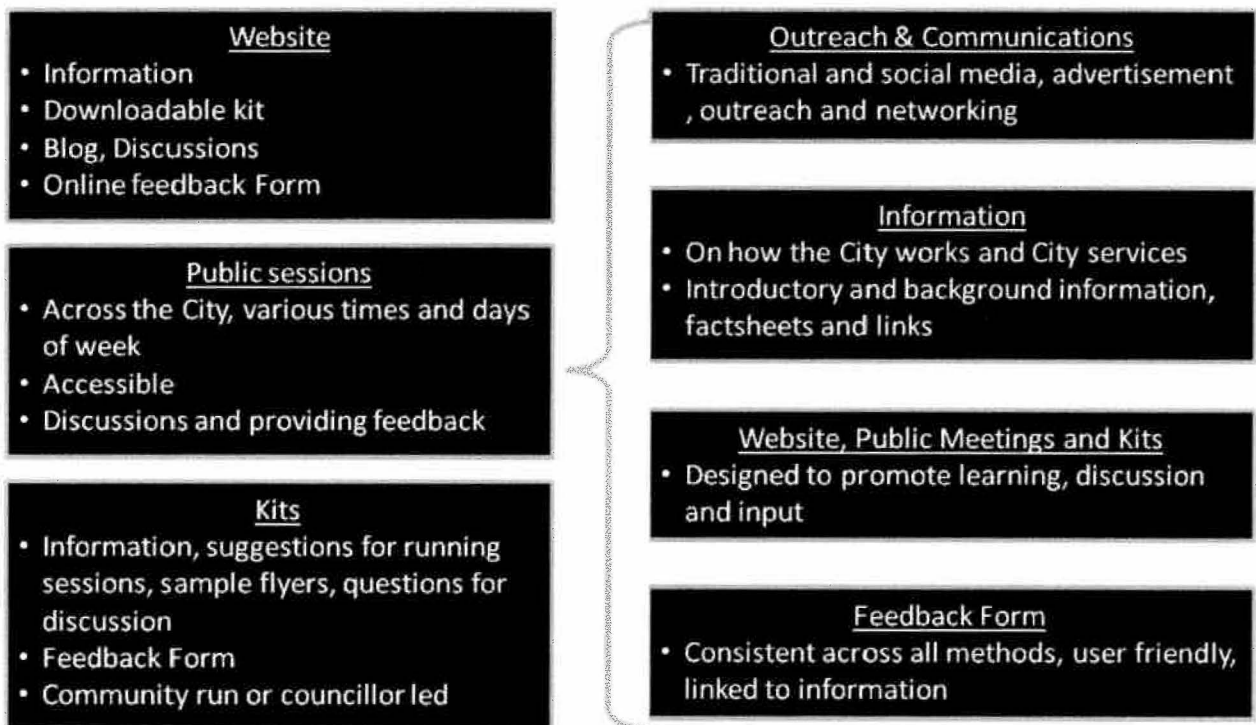 Website
• Information
• Downloadable kit
• Blog, Discussions
• Online feedback Form
Public sessions
• Across the City, various times and days
of week
• Accessible
• Discussions and providing feedback
Kits
• Information, suggestions for running
sessions, sample flyers, questions for
discussion
• Feedback Form
• Community run or councillor led
Outreach & Communications
• Traditional and social media, advertisement
, outreach and networking
Information
• On how the City works and City services
• Introductory and background information,
factsheets and links
Website, Public Meetings and Kits
• Designed to promote learning, discussion
and input
Feedback Form
• Consistent across all methods, user friendly,
linked to information